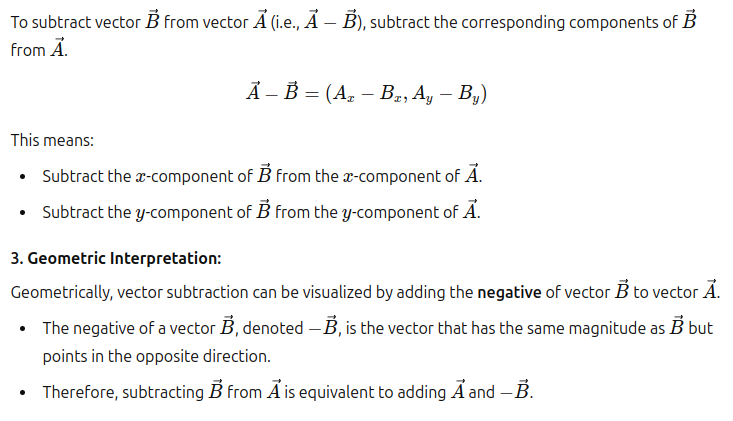 To subtract vector $\vec{B}$ from vector $\vec{A}$ (i.e., $\vec{A} - \vec{B}$), subtract the corresponding components of $\vec{B}$
from $\vec{A}$.
$\vec{A} - \vec{B} = (A_x - B_x, A_y - B_y)$
This means:
• Subtract the $x$-component of $\vec{B}$ from the $x$-component of $\vec{A}$.
• Subtract the $y$-component of $\vec{B}$ from the $y$-component of $\vec{A}$.
3. Geometric Interpretation:
Geometrically, vector subtraction can be visualized by adding the negative of vector $\vec{B}$ to vector $\vec{A}$.
• The negative of a vector $\vec{B}$, denoted $-\vec{B}$, is the vector that has the same magnitude as $\vec{B}$ but
points in the opposite direction.
• Therefore, subtracting $\vec{B}$ from $\vec{A}$ is equivalent to adding $\vec{A}$ and $-\vec{B}$.